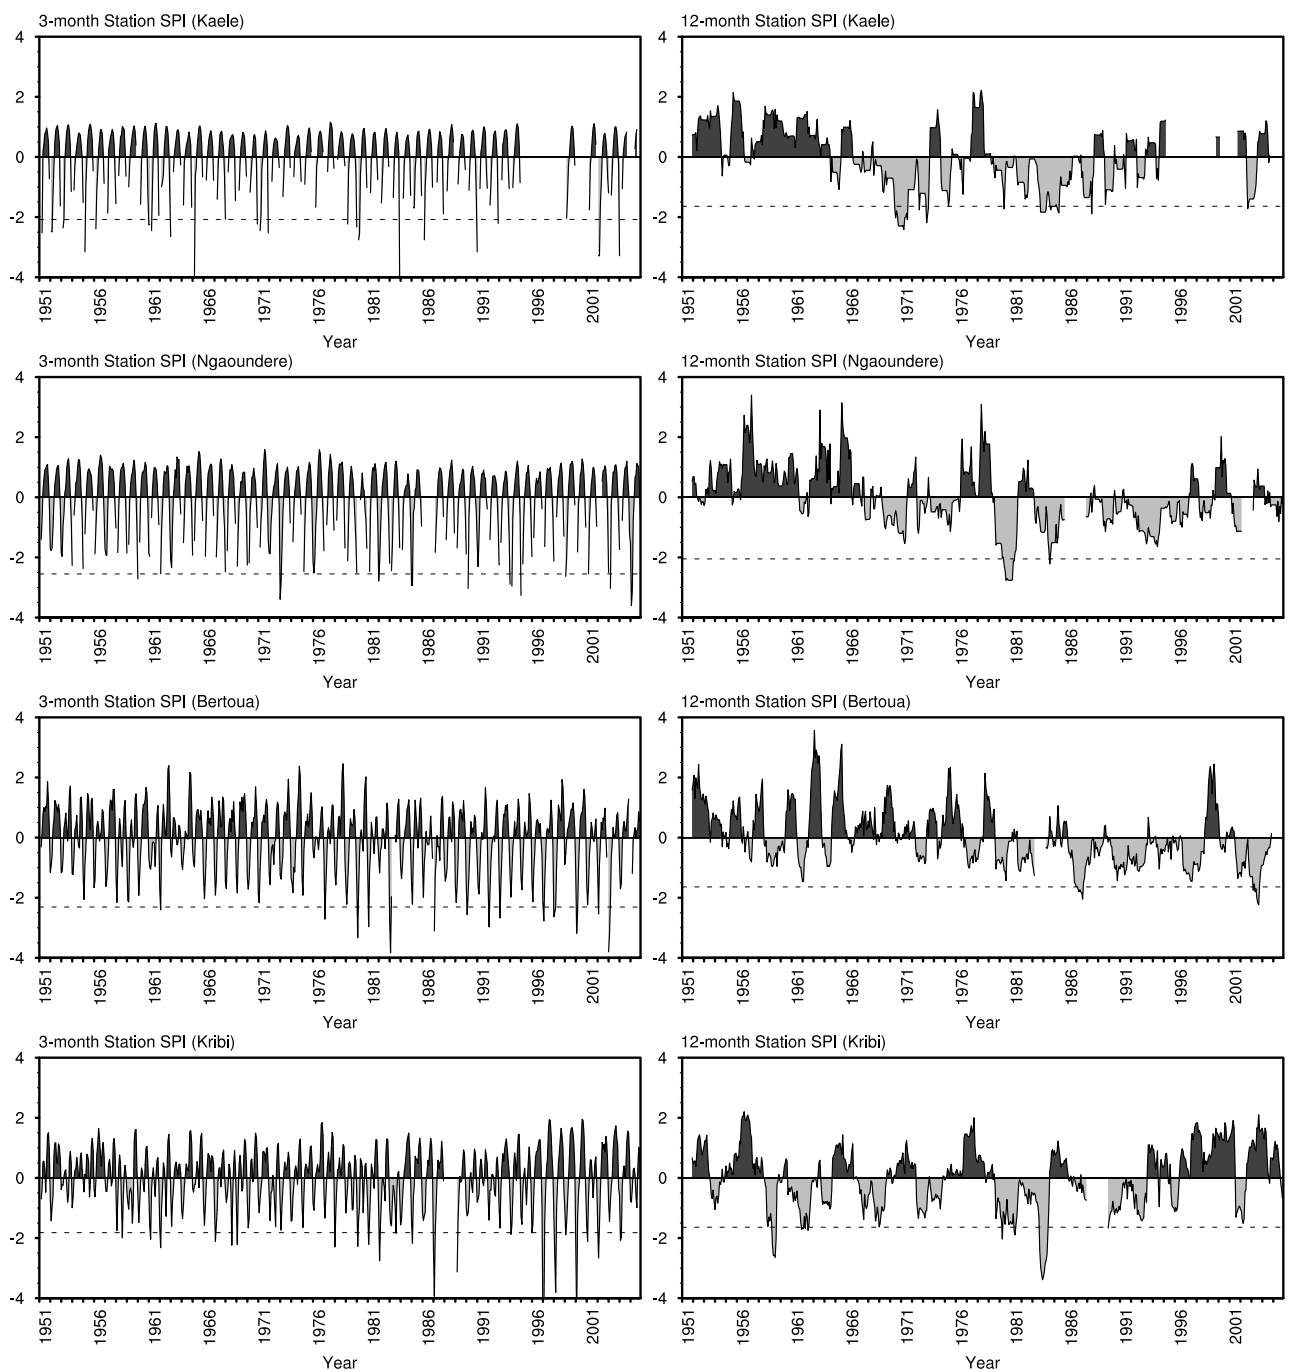 3-month Station SPI (Kaele)
4
2
0
-2
-4
1951 1956 1961 1966 1971 1976 1981 1986 1991 1996 2001
Year
12-month Station SPI (Kaele)
4
2
0
-2
-4
1951 1956 1961 1966 1971 1976 1981 1986 1991 1996 2001
Year
3-month Station SPI (Ngaoundere)
4
2
0
-2
-4
1951 1956 1961 1966 1971 1976 1981 1986 1991 1996 2001
Year
12-month Station SPI (Ngaoundere)
4
2
0
-2
-4
1951 1956 1961 1966 1971 1976 1981 1986 1991 1996 2001
Year
3-month Station SPI (Bertoua)
4
2
0
-2
-4
1951 1956 1961 1966 1971 1976 1981 1986 1991 1996 2001
Year
12-month Station SPI (Bertoua)
4
2
0
-2
-4
1951 1956 1961 1966 1971 1976 1981 1986 1991 1996 2001
Year
3-month Station SPI (Kribi)
4
2
0
-2
-4
1951 1956 1961 1966 1971 1976 1981 1986 1991 1996 2001
Year
12-month Station SPI (Kribi)
4
2
0
-2
-4
1951 1956 1961 1966 1971 1976 1981 1986 1991 1996 2001
Year